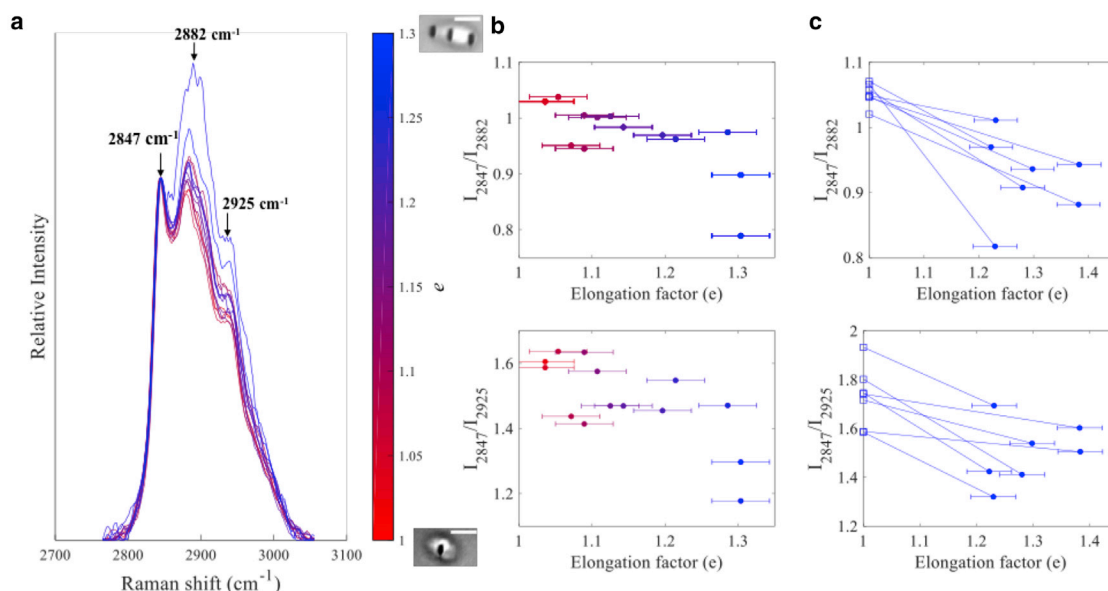 a
2882 cm⁻¹
2847 cm⁻¹
2925 cm⁻¹
Relative Intensity
2700 2800 2900 3000 3100
Raman shift (cm⁻¹)
1.3
1.25
1.2
1.15
1.1
1.05
1
e
b
1.1
1
0.9
0.8
I₂₈₄₇/I₂₈₈₂
1 1.1 1.2 1.3
Elongation factor (e)
1.6
1.4
1.2
I₂₈₄₇/I₂₉₂₅
1 1.1 1.2 1.3
Elongation factor (e)
c
1.1
1
0.9
0.8
I₂₈₄₇/I₂₈₈₂
1 1.1 1.2 1.3 1.4
Elongation factor (e)
2
1.8
1.6
1.4
1.2
I₂₈₄₇/I₂₉₂₅
1 1.1 1.2 1.3 1.4
Elongation factor (e)